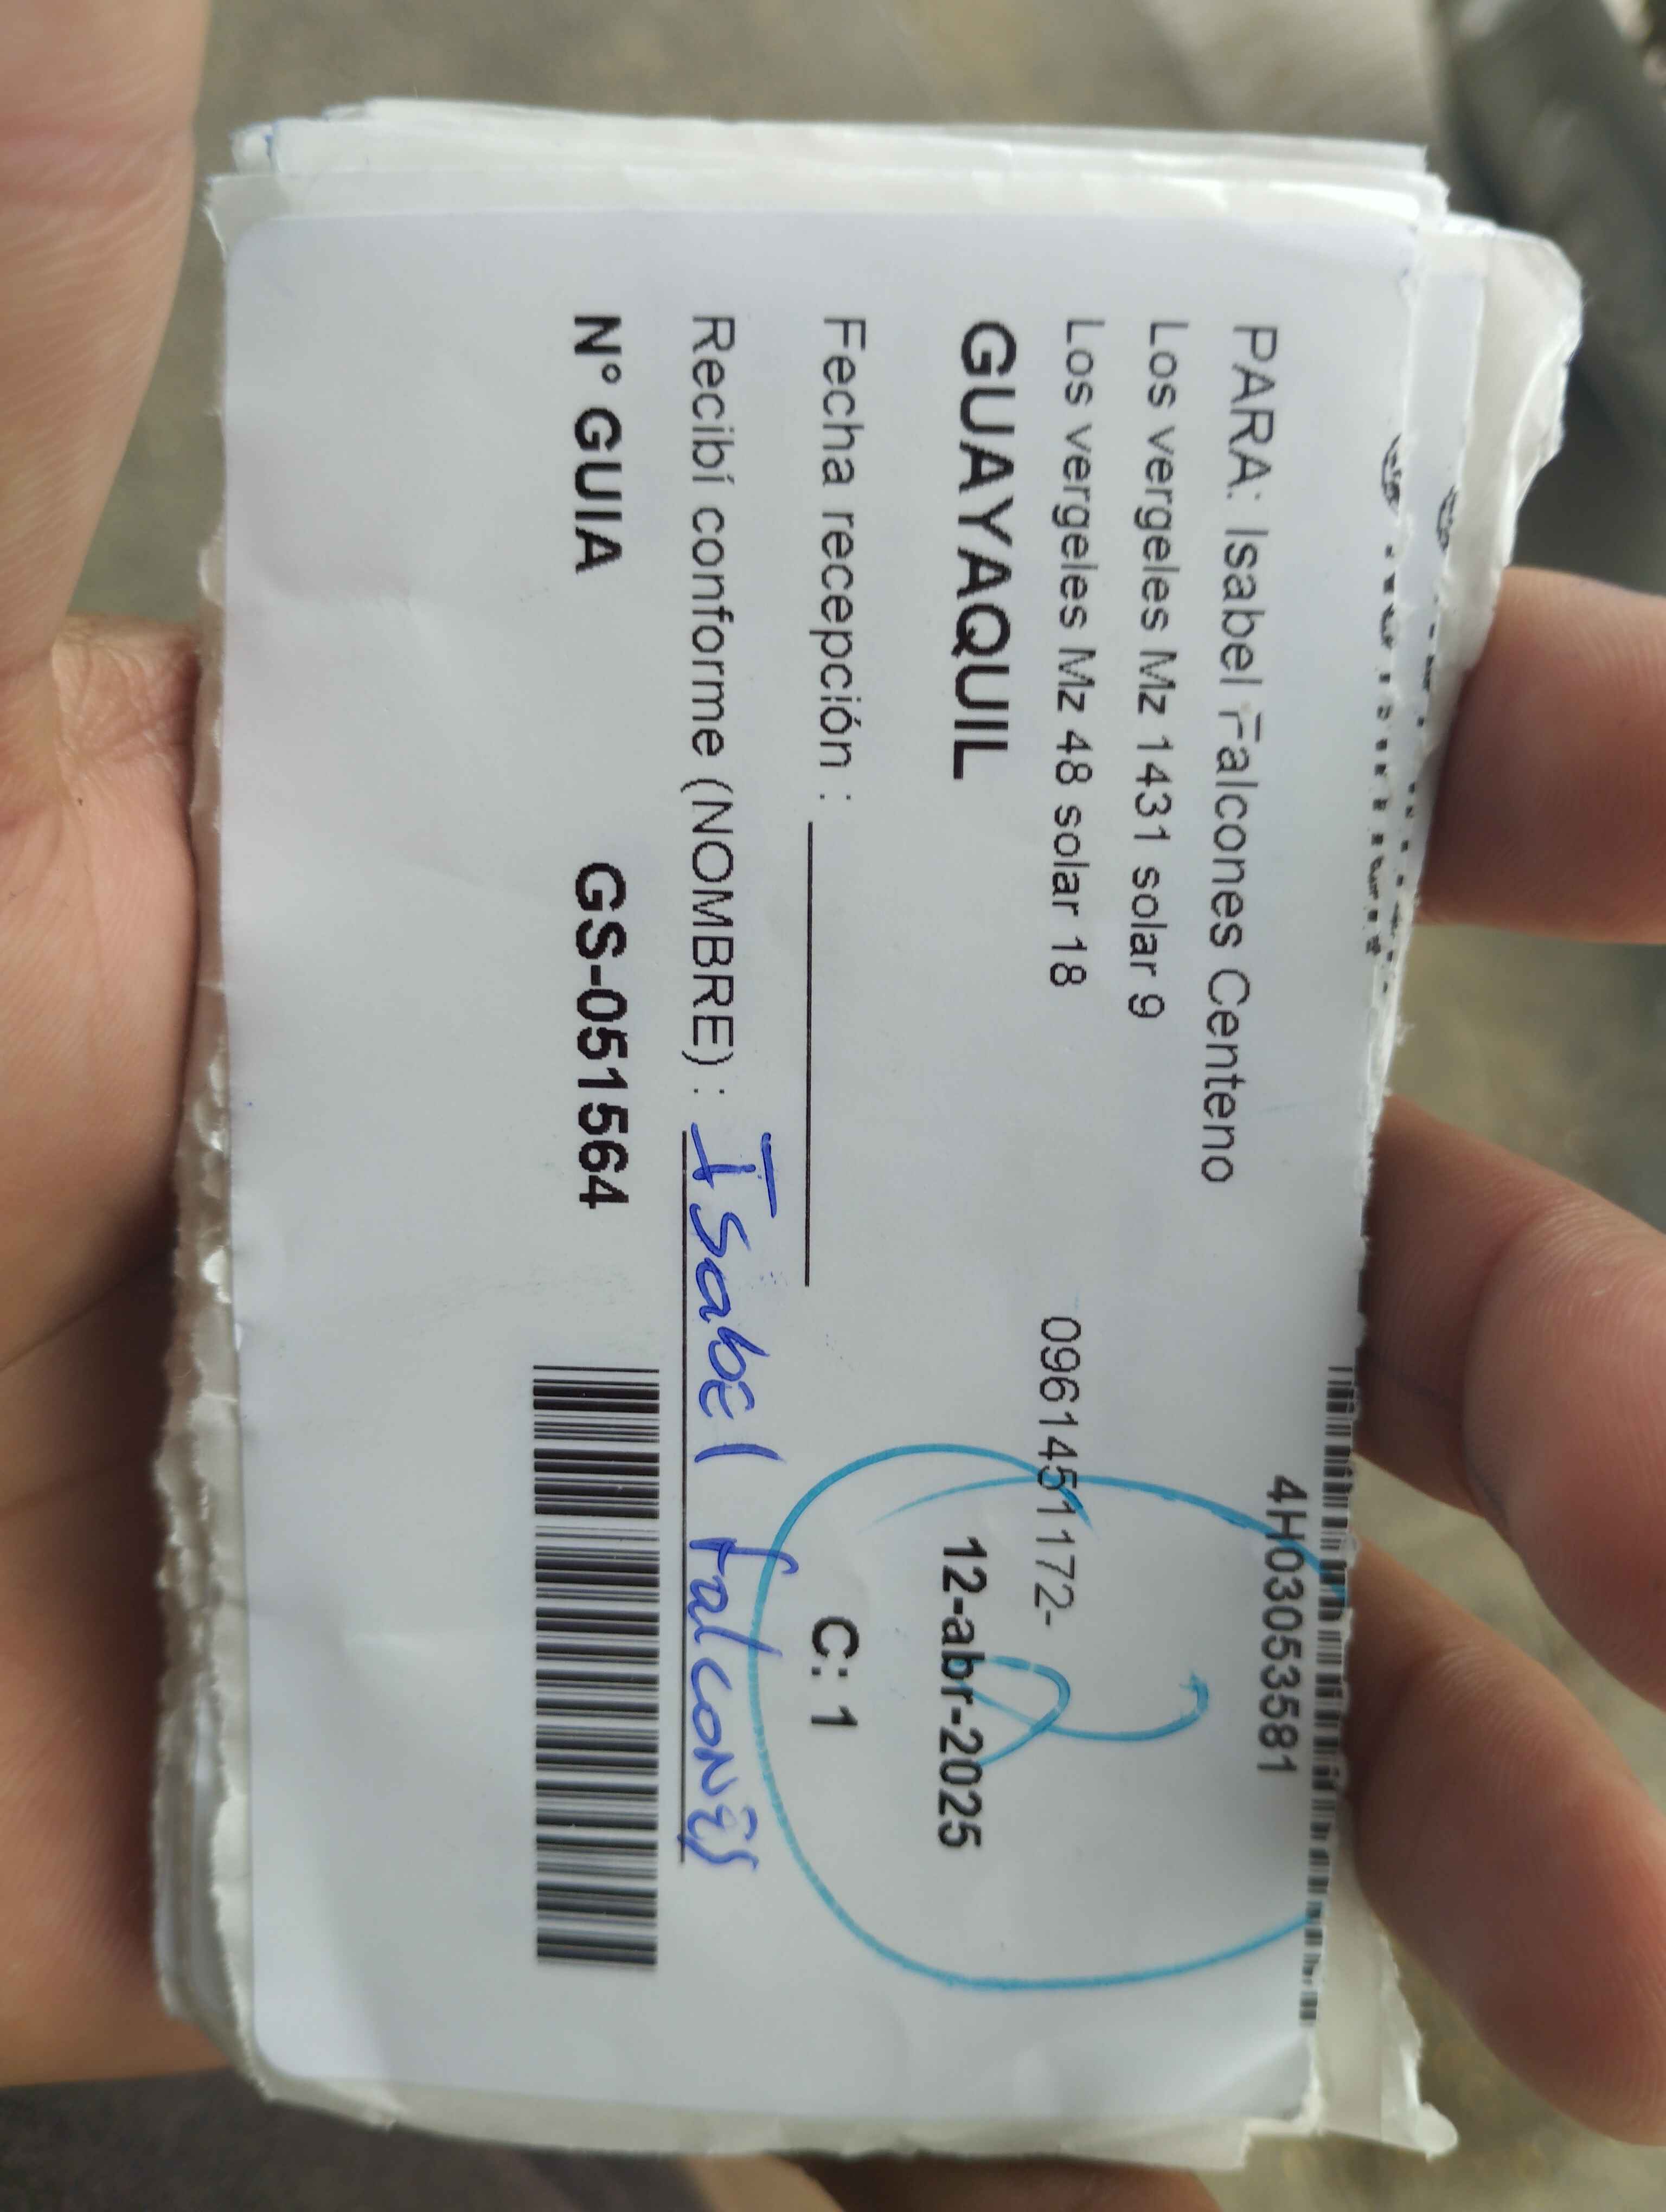 4H03053581
PARA: Isabel Falcones Centeno
Los vergeles Mz 1431 solar 9
Los vergeles Mz 48 solar 18
0961451172-
GUAYAQUIL
12-abr-2025
Fecha recepción :
C: 1
Recibí conforme (NOMBRE) : Isabel falcones
N° GUIA GS-051564